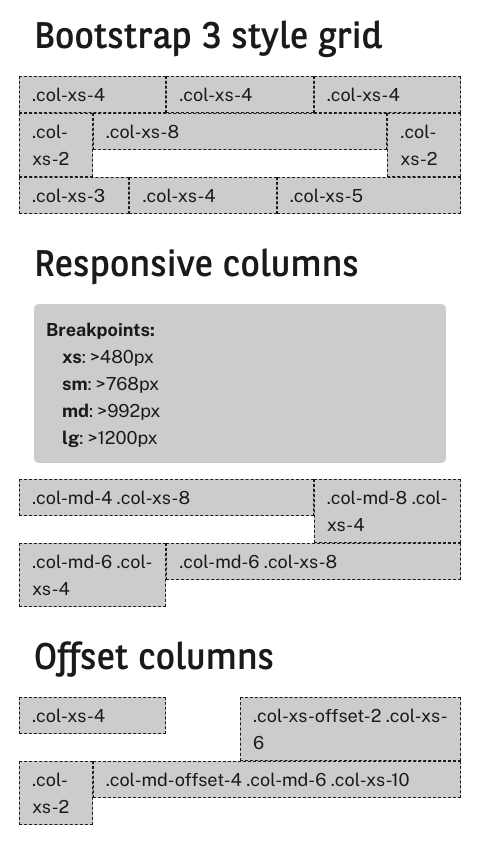 Bootstrap 3 style grid
.col-xs-4 .col-xs-4 .col-xs-4
.col-
xs-2
.col-xs-8
.col-
xs-2
.col-xs-3 .col-xs-4 .col-xs-5
Responsive columns
Breakpoints:
xs: >480px
sm: >768px
md: >992px
lg: >1200px
.col-md-4 .col-xs-8
.col-md-8 .col-
xs-4
.col-md-6 .col-
xs-4
.col-md-6 .col-xs-8
Offset columns
.col-xs-4
.col-xs-offset-2 .col-xs-
6
.col-
xs-2
.col-md-offset-4 .col-md-6 .col-xs-10